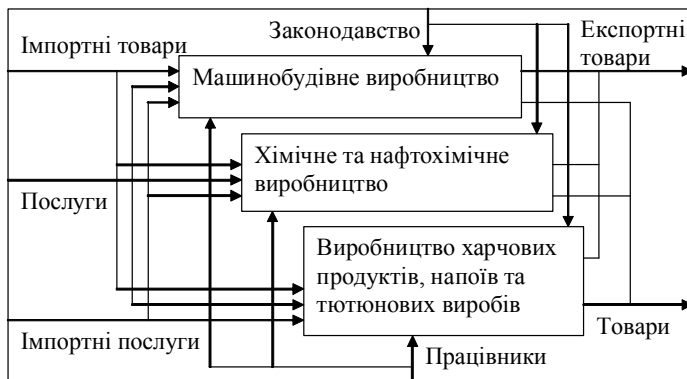 Законодавство
Експортні
товари
Імпортні товари
Машинобудівне виробництво
Хімічне та нафтохімічне
виробництво
Послуги
Виробництво харчових
продуктів, напоїв та
тютюнових виробів
Товари
Імпортні послуги
Працівники